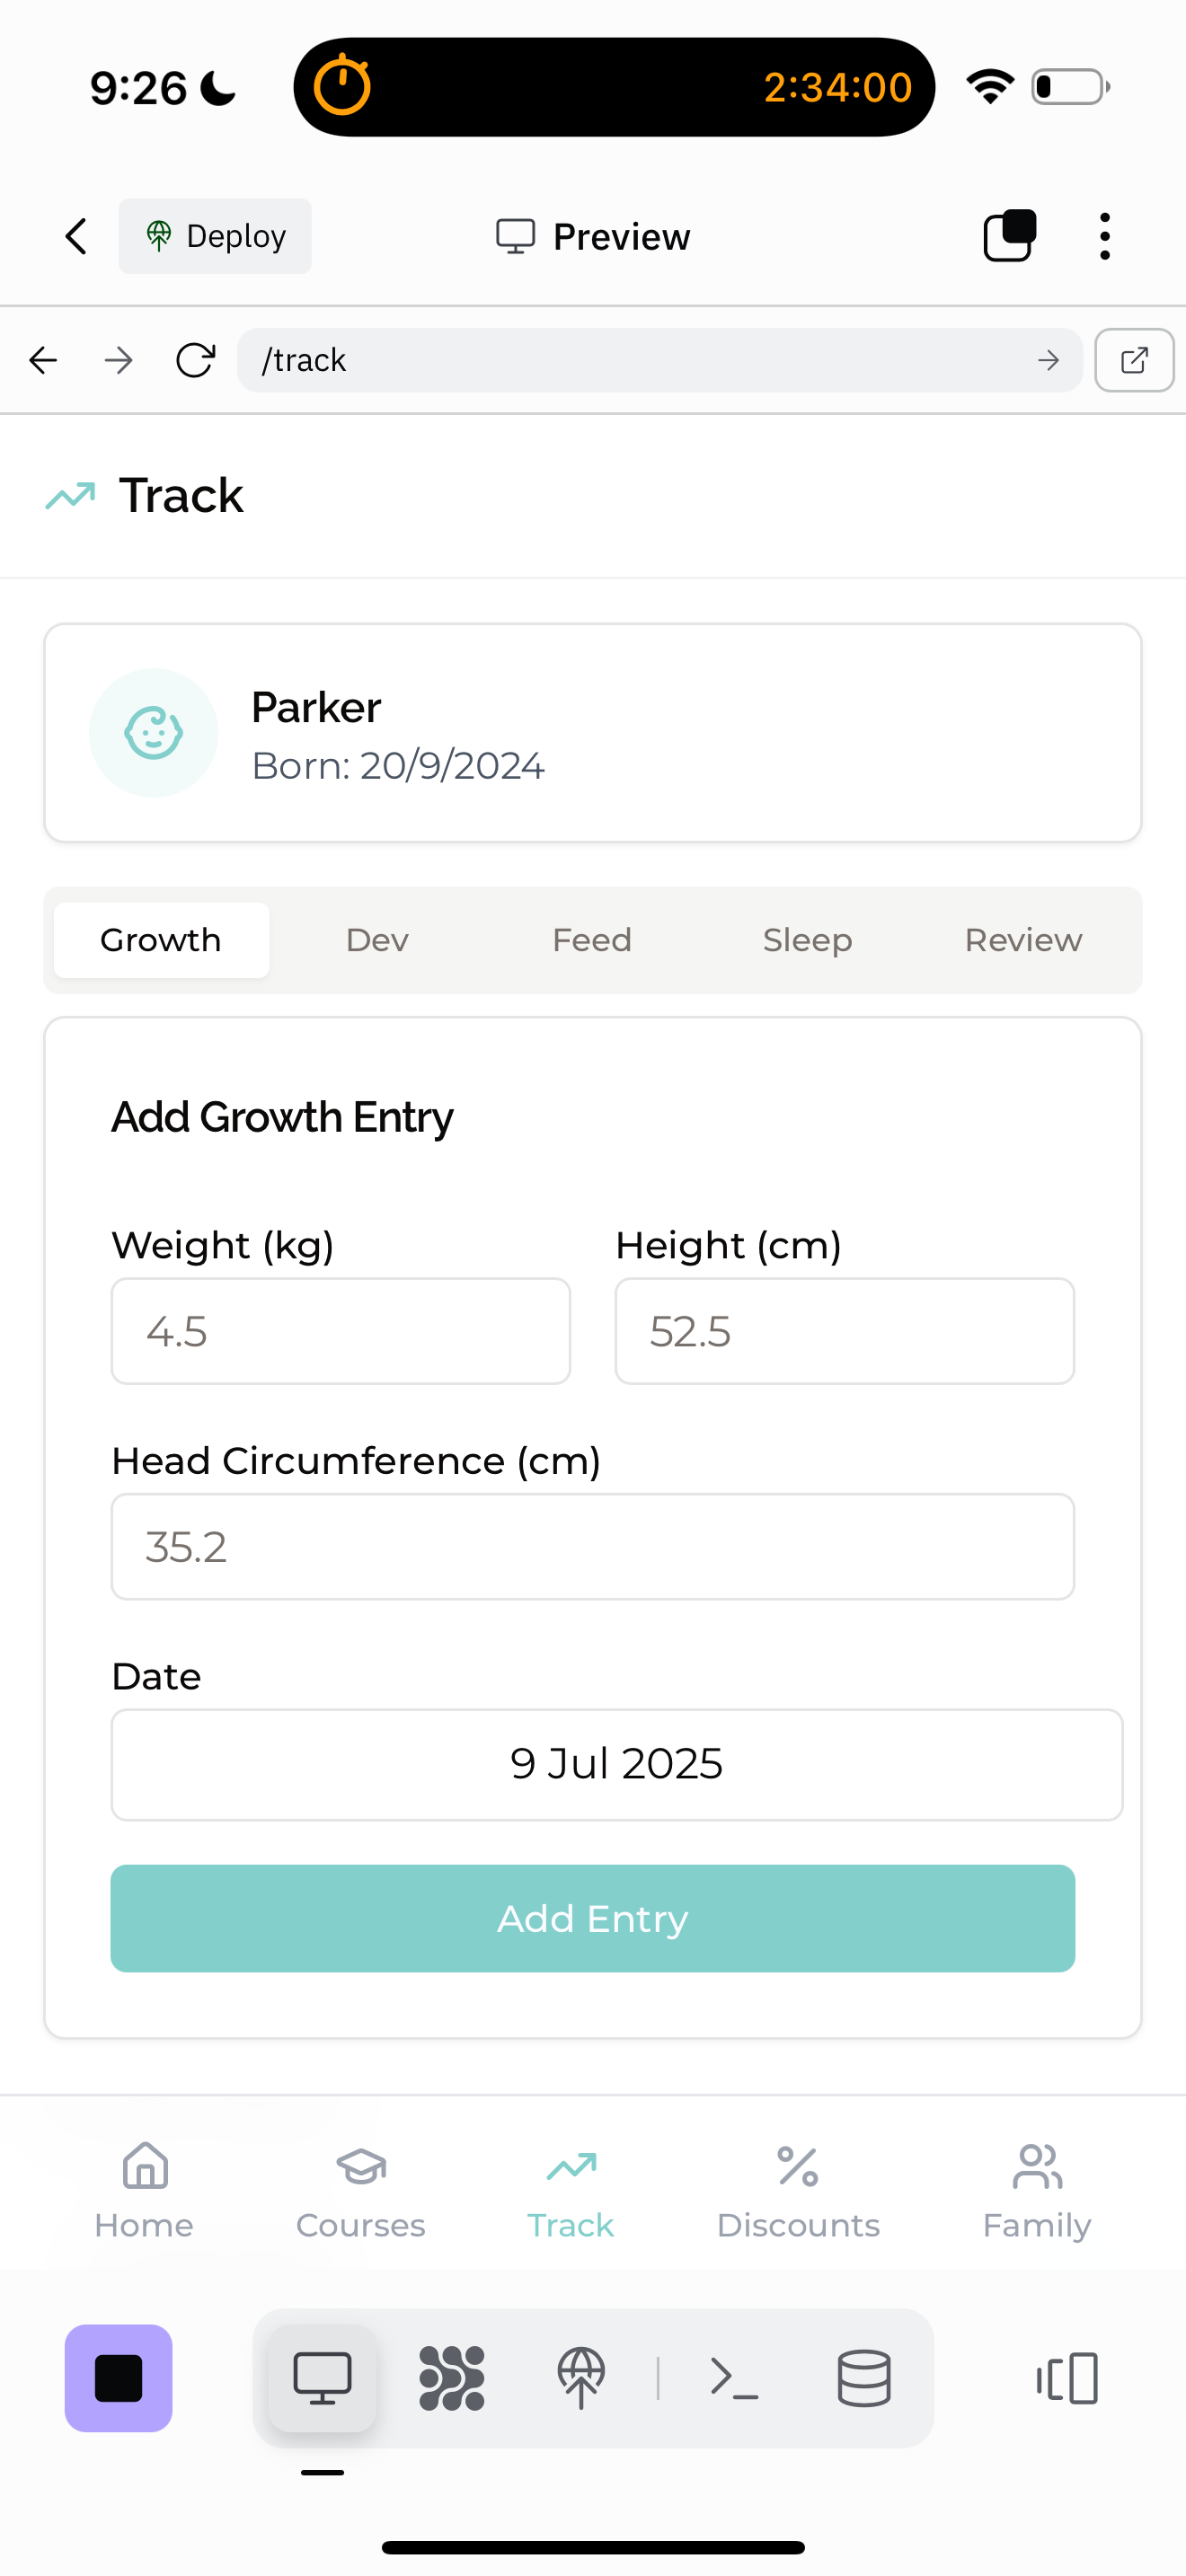 9:26
2:34:00
Deploy
Preview
/track
Track
Parker
Born: 20/9/2024
Growth Dev Feed Sleep Review
Add Growth Entry
Weight (kg) Height (cm)
4.5 52.5
Head Circumference (cm)
35.2
Date
9 Jul 2025
Add Entry
Home Courses Track Discounts Family